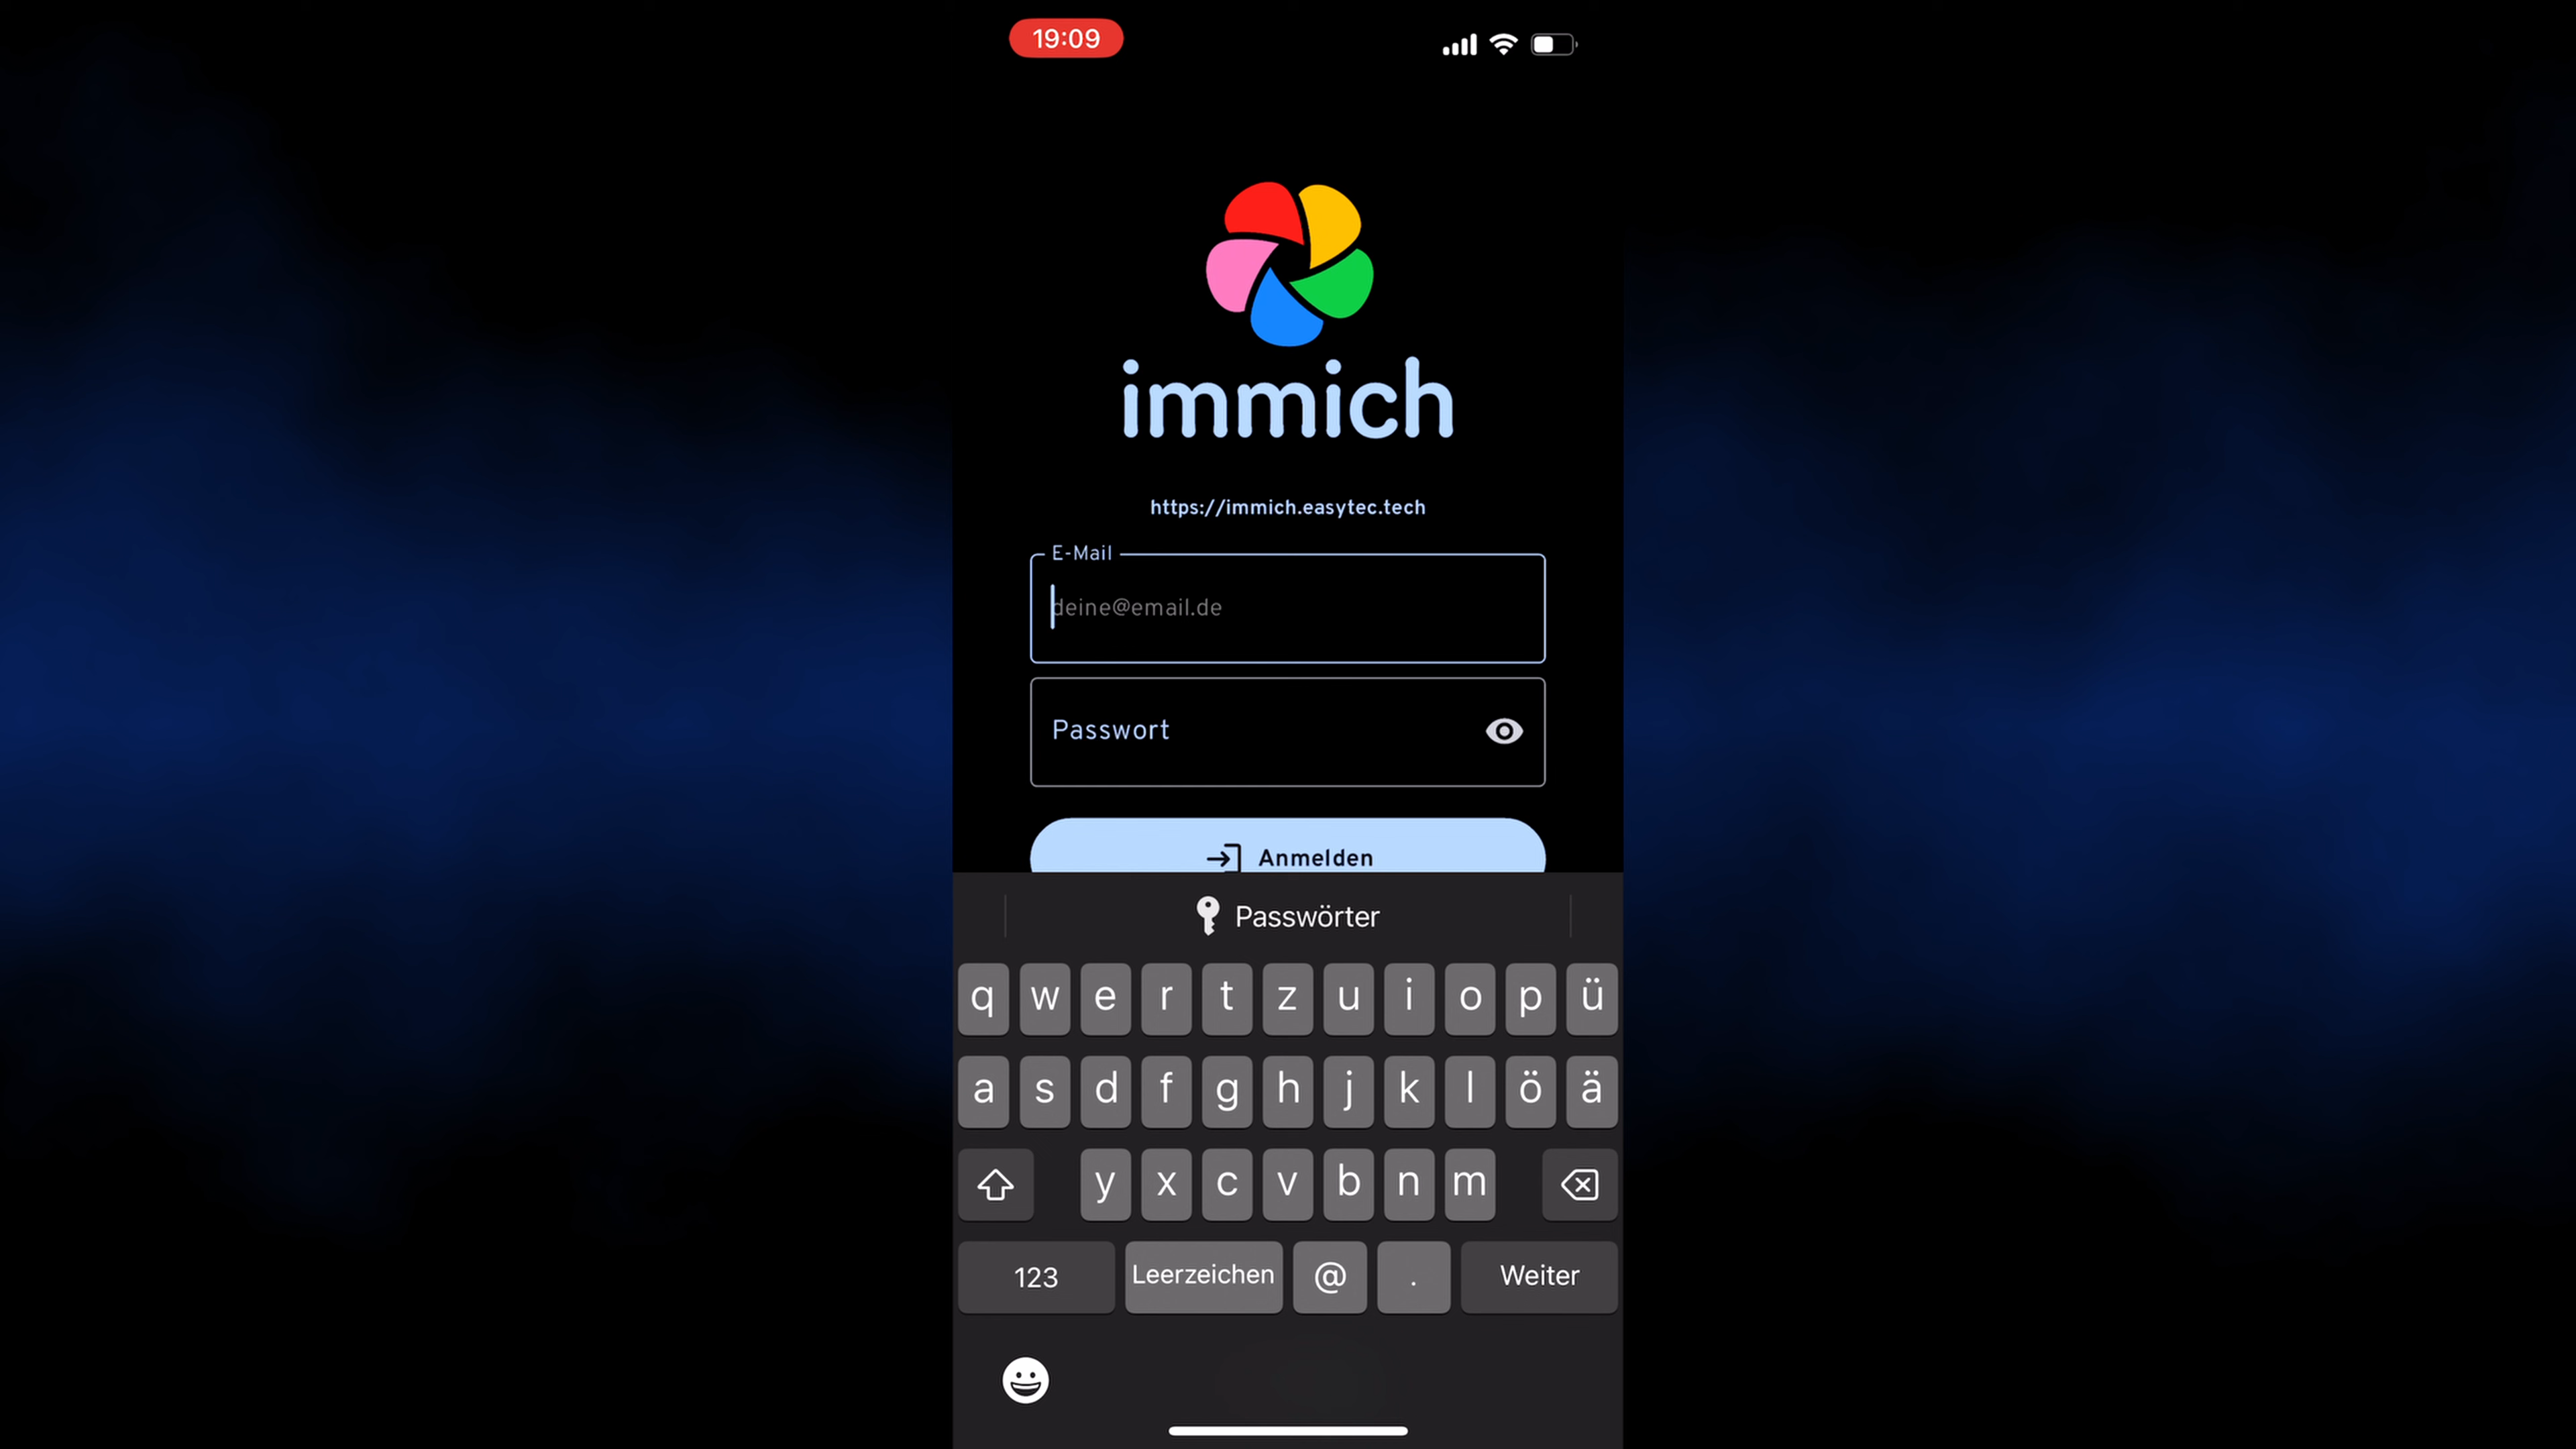 19:09
immich
https://immich.easytec.tech
E-Mail
deine@email.de
Passwort
Anmelden
Passwörter
q w e r t z u i o p ü
a s d f g h j k l ö ä
y x c v b n m
123 Leerzeichen @ . Weiter